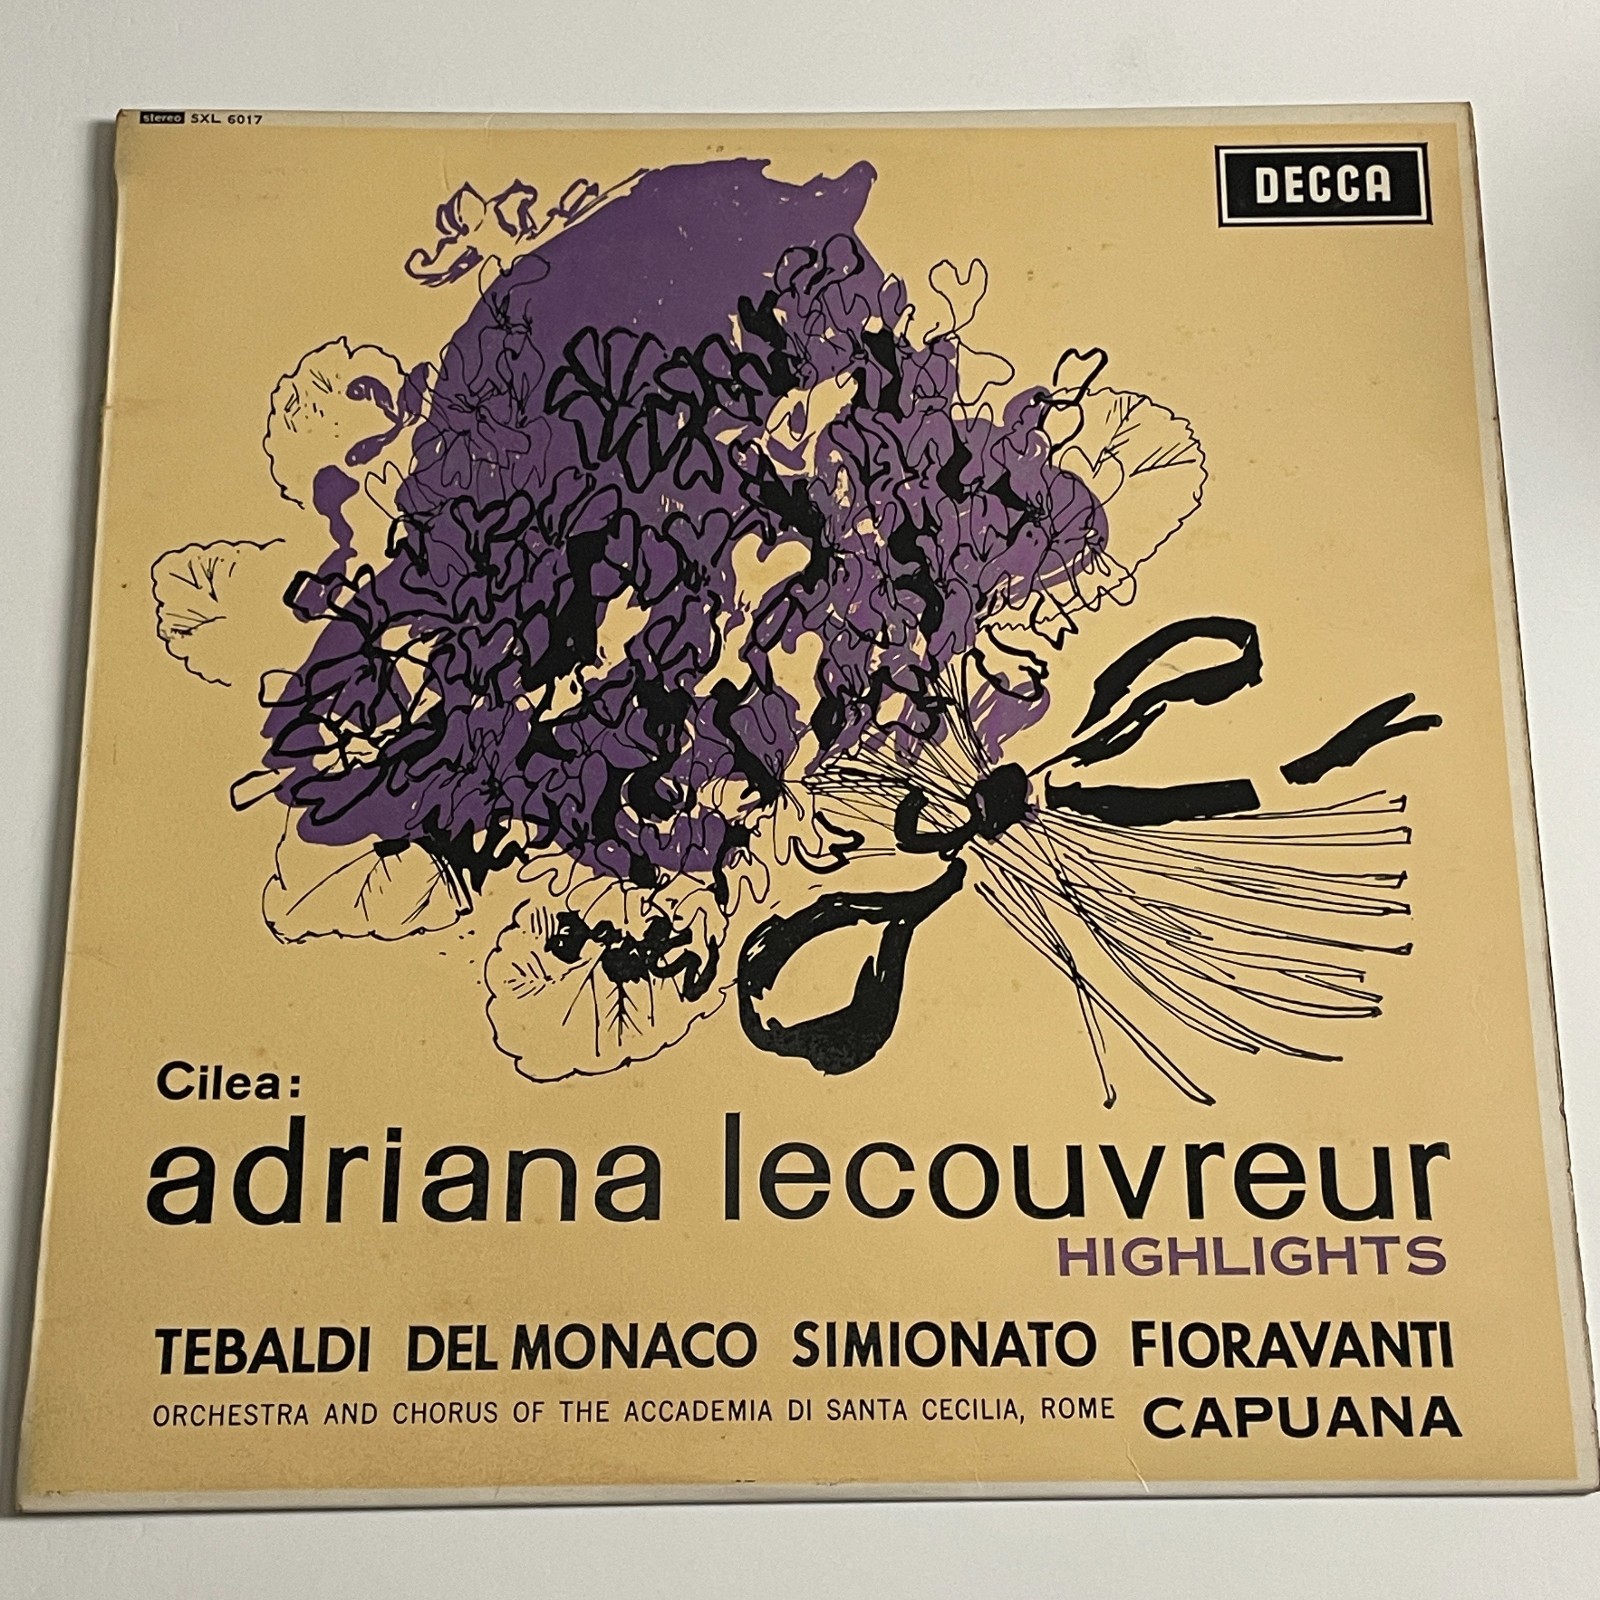 stereo SXL 6017
DECCA
Cilea:
adriana lecouvreur
HIGHLIGHTS
TEBALDI DEL MONACO SIMIONATO FIORAVANTI
ORCHESTRA AND CHORUS OF THE ACCADEMIA DI SANTA CECILIA, ROME CAPUANA